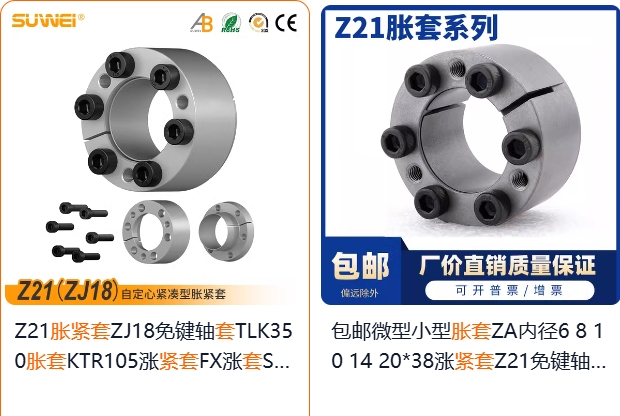 SUWEI
AB
RoHS
CE
Z21(ZJ18)自定心紧凑型胀紧套
Z21胀紧套ZJ18免键轴套TLK35
0胀套KTR105涨紧套FX涨套S...
Z21胀套系列
包邮
偏远除外
厂价直销质量保证
可开普票/增票
包邮微型小型胀套ZA内径6 8 1
0 14 20*38涨紧套Z21免键轴...